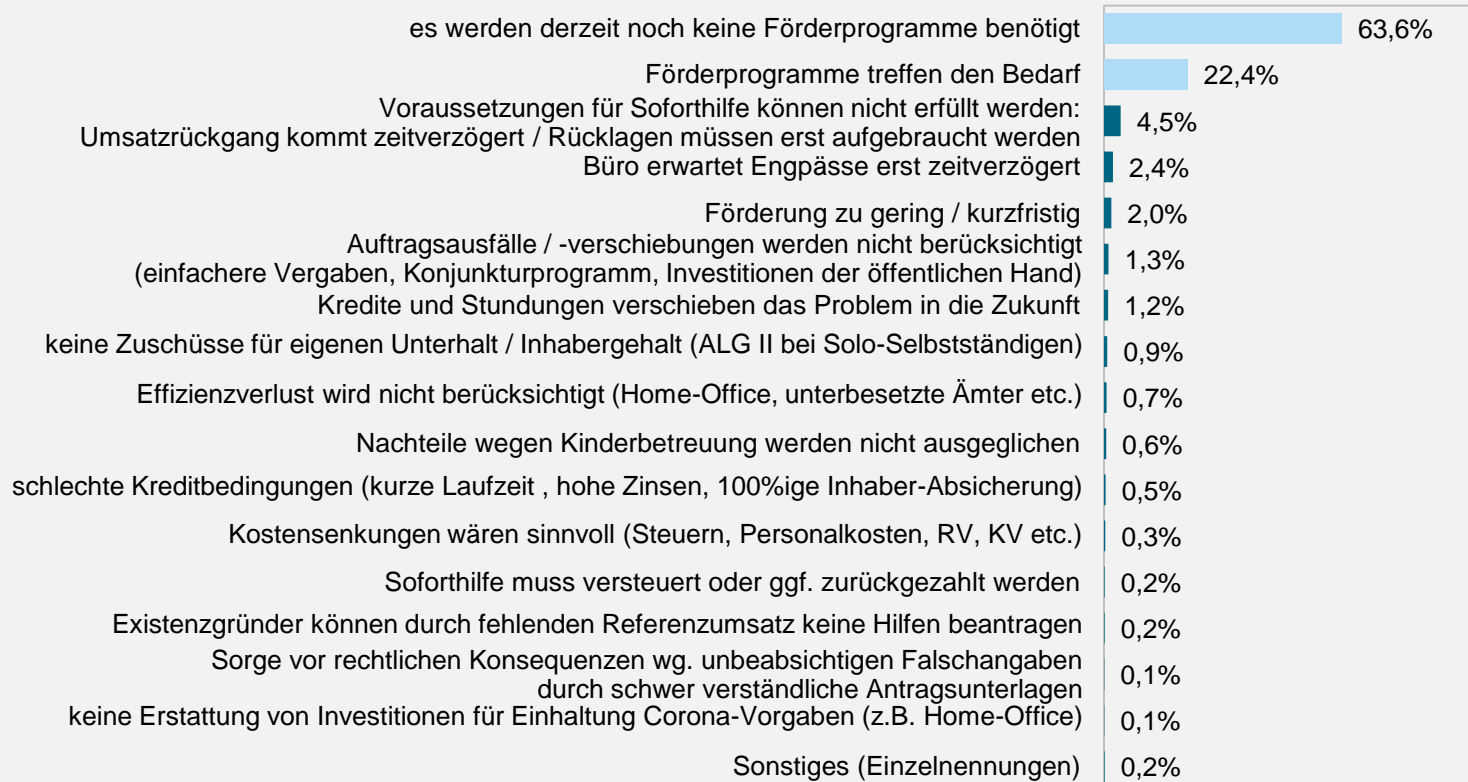 es werden derzeit noch keine Förderprogramme benötigt 63,6%
Förderprogramme treffen den Bedarf 22,4%
Voraussetzungen für Soforthilfe können nicht erfüllt werden:
Umsatzrückgang kommt zeitverzögert / Rücklagen müssen erst aufgebraucht werden 4,5%
Büro erwartet Engpässe erst zeitverzögert 2,4%
Förderung zu gering / kurzfristig 2,0%
Auftragsausfälle / -verschiebungen werden nicht berücksichtigt
(einfachere Vergaben, Konjunkturprogramm, Investitionen der öffentlichen Hand) 1,3%
Kredite und Stundungen verschieben das Problem in die Zukunft 1,2%
keine Zuschüsse für eigenen Unterhalt / Inhabergehalt (ALG II bei Solo-Selbstständigen) 0,9%
Effizienzverlust wird nicht berücksichtigt (Home-Office, unterbesetzte Ämter etc.) 0,7%
Nachteile wegen Kinderbetreuung werden nicht ausgeglichen 0,6%
schlechte Kreditbedingungen (kurze Laufzeit , hohe Zinsen, 100%ige Inhaber-Absicherung) 0,5%
Kostensenkungen wären sinnvoll (Steuern, Personalkosten, RV, KV etc.) 0,3%
Soforthilfe muss versteuert oder ggf. zurückgezahlt werden 0,2%
Existenzgründer können durch fehlenden Referenzumsatz keine Hilfen beantragen 0,2%
Sorge vor rechtlichen Konsequenzen wg. unbeabsichtigen Falschangaben
durch schwer verständliche Antragsunterlagen 0,1%
keine Erstattung von Investitionen für Einhaltung Corona-Vorgaben (z.B. Home-Office) 0,1%
Sonstiges (Einzelnennungen) 0,2%